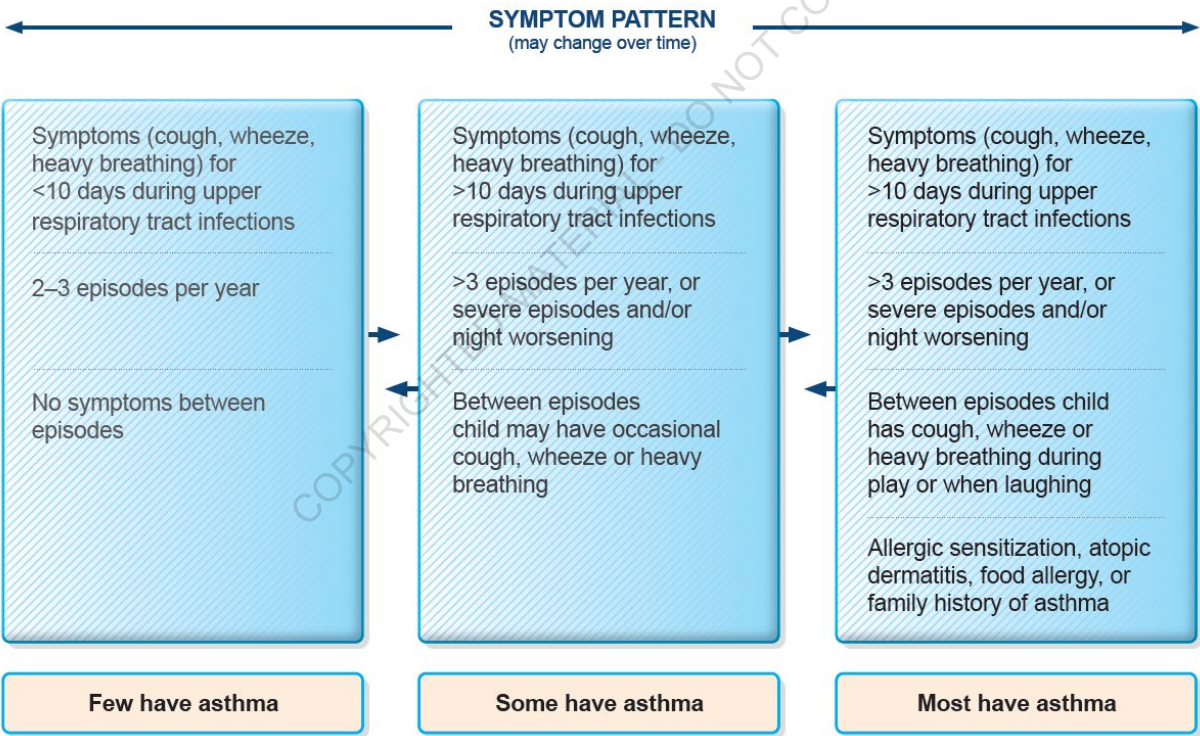 SYMPTOM PATTERN
(may change over time)
Symptoms (cough, wheeze,
heavy breathing) for
<10 days during upper
respiratory tract infections
2–3 episodes per year
No symptoms between
episodes
Few have asthma
Symptoms (cough, wheeze,
heavy breathing) for
>10 days during upper
respiratory tract infections
>3 episodes per year, or
severe episodes and/or
night worsening
Between episodes
child may have occasional
cough, wheeze or heavy
breathing
Some have asthma
Symptoms (cough, wheeze,
heavy breathing) for
>10 days during upper
respiratory tract infections
>3 episodes per year, or
severe episodes and/or
night worsening
Between episodes child
has cough, wheeze or
heavy breathing during
play or when laughing
Allergic sensitization, atopic
dermatitis, food allergy, or
family history of asthma
Most have asthma
COPYRIGHTED MATERIAL - DO NOT CO